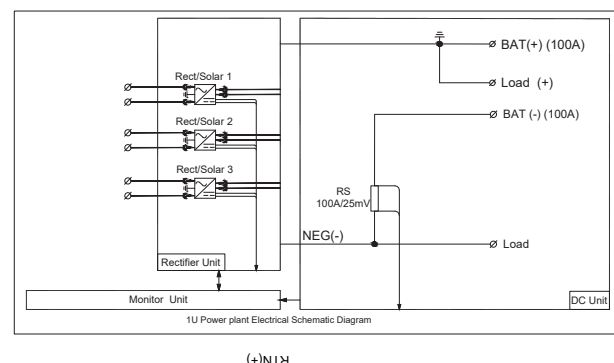 BAT(+) (100A)
Rect/Solar 1
Load (+)
BAT (-) (100A)
Rect/Solar 2
Rect/Solar 3
RS
100A/25mV
NEG(-)
Load
Rectifier Unit
Monitor Unit
DC Unit
1U Power plant Electrical Schematic Diagram
RTN(+)